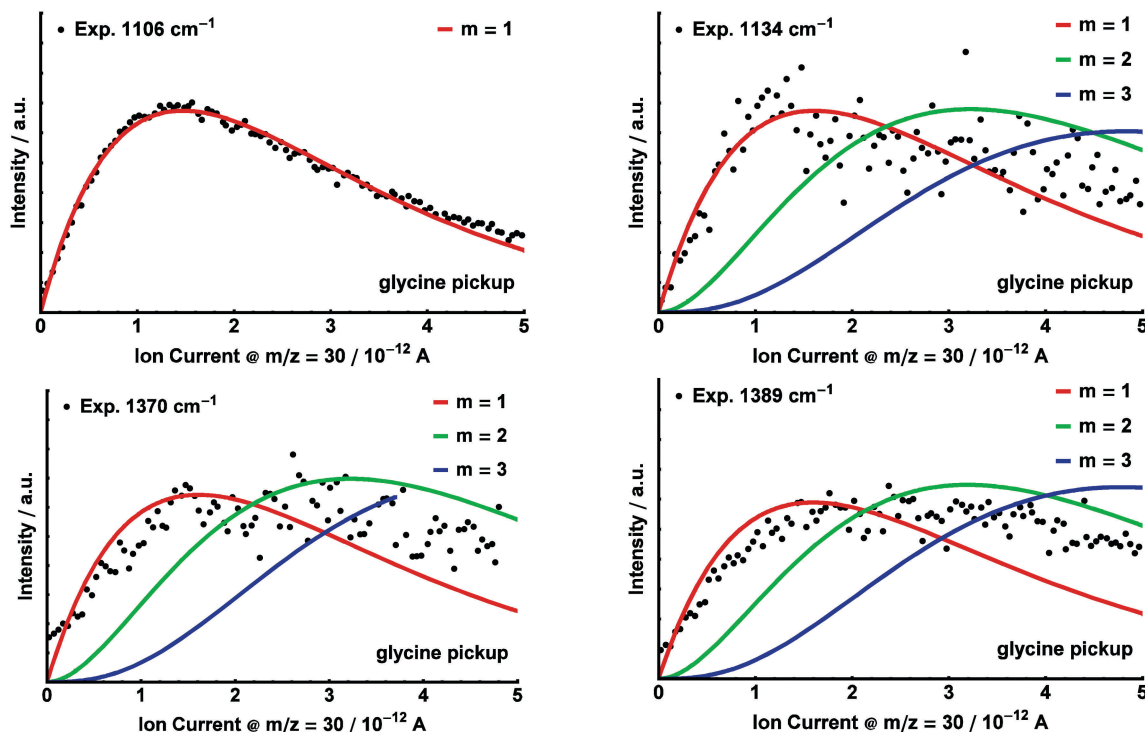 Exp. 1106 cm⁻¹
m = 1
Intensity / a.u.
glycine pickup
0 1 2 3 4 5
Ion Current @ m/z = 30 / 10⁻¹² A
Exp. 1134 cm⁻¹
m = 1
m = 2
m = 3
Intensity / a.u.
glycine pickup
0 1 2 3 4 5
Ion Current @ m/z = 30 / 10⁻¹² A
Exp. 1370 cm⁻¹
m = 1
m = 2
m = 3
Intensity / a.u.
glycine pickup
0 1 2 3 4 5
Ion Current @ m/z = 30 / 10⁻¹² A
Exp. 1389 cm⁻¹
m = 1
m = 2
m = 3
Intensity / a.u.
glycine pickup
0 1 2 3 4 5
Ion Current @ m/z = 30 / 10⁻¹² A